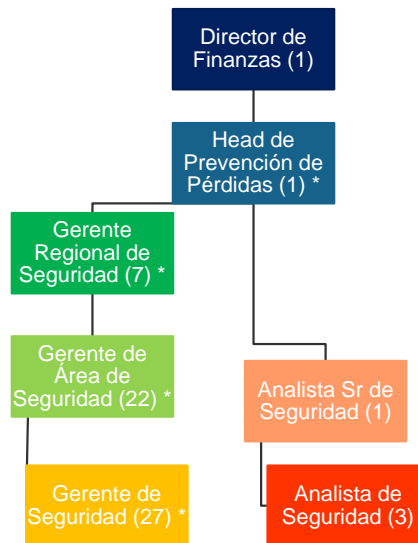 Director de
Finanzas (1)
Head de
Prevención de
Pérdidas (1) *
Gerente
Regional de
Seguridad (7) *
Gerente de
Área de
Seguridad (22) *
Analista Sr de
Seguridad (1)
Gerente de
Seguridad (27) *
Analista de
Seguridad (3)